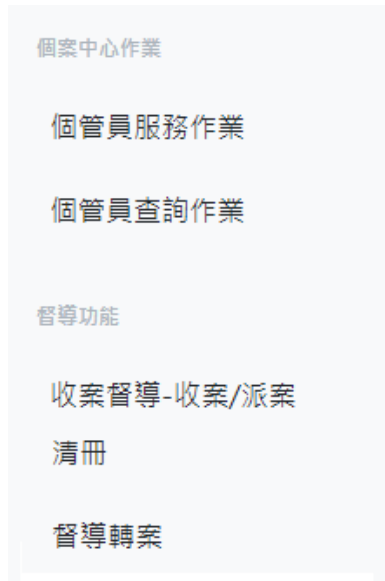 個案中心作業
個管員服務作業
個管員查詢作業
督導功能
收案督導-收案/派案
清冊
督導轉案